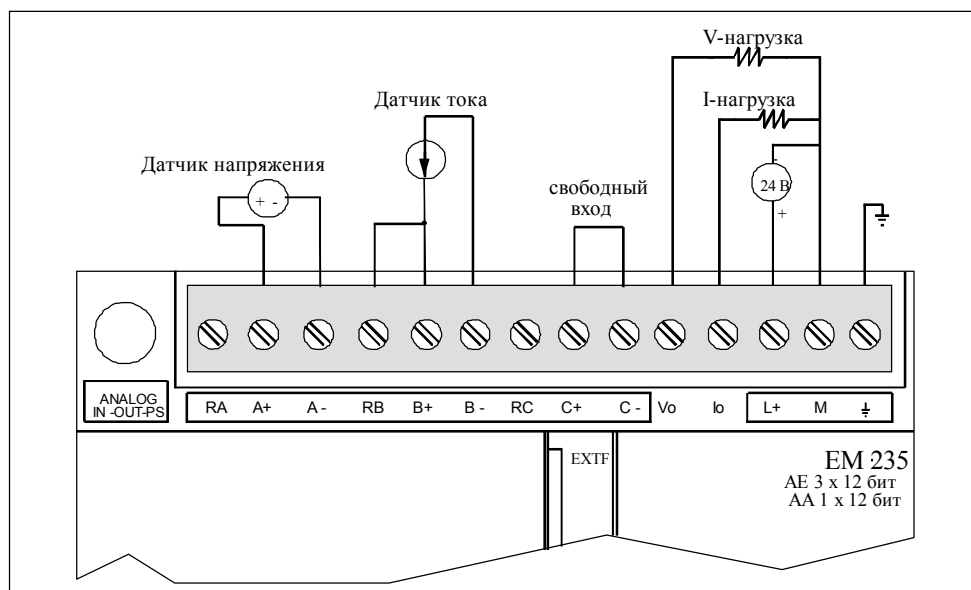 V-нагрузка
I-нагрузка
Датчик тока
Датчик напряжения
+ -
-
24 В
+
свободный
вход
ANALOG
IN -OUT-PS
RA A+ A - RB B+ B - RC C+ C - Vo Io L+ M
EXTF
EM 235
AE 3 x 12 бит
AA 1 x 12 бит